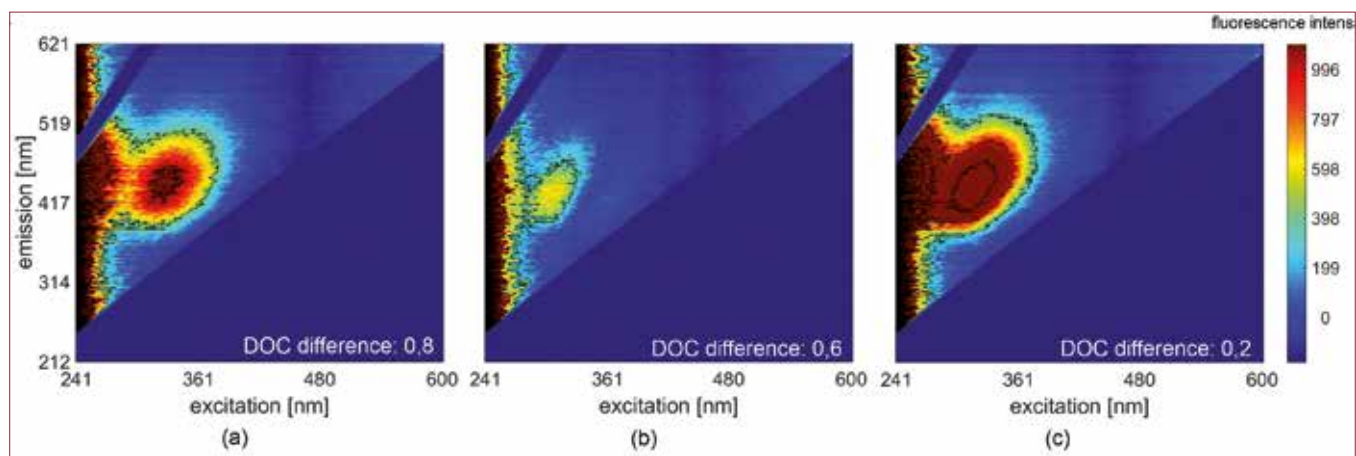 fluorescence intens
621
519
417
314
212
emission [nm]
DOC difference: 0,8
241 361 480 600
excitation [nm]
(a)
DOC difference: 0,6
241 361 480 600
excitation [nm]
(b)
DOC difference: 0,2
241 361 480 600
excitation [nm]
(c)
996
797
598
398
199
0